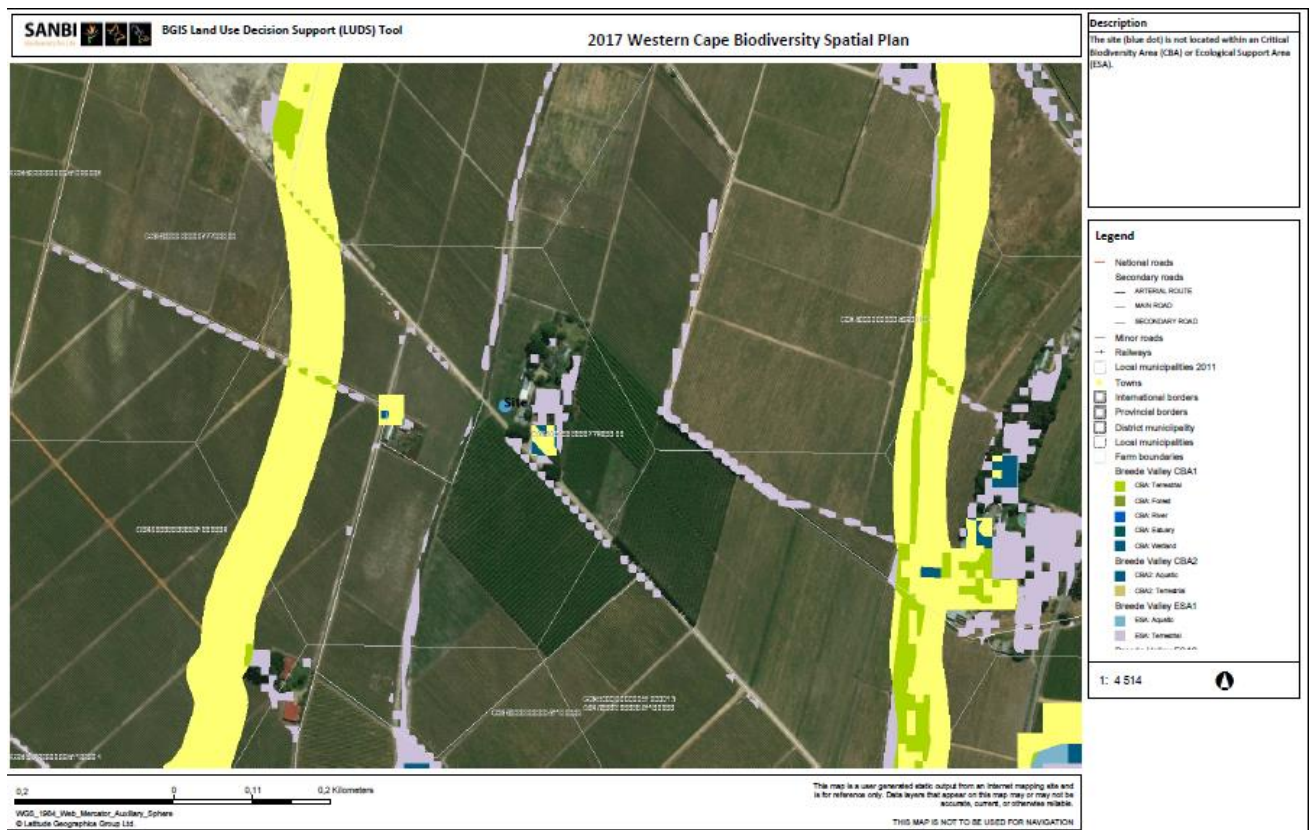 SANBI
BGIS Land Use Decision Support (LUDS) Tool
2017 Western Cape Biodiversity Spatial Plan
Description
The site (blue dot) is not located within an Critical
Biodiversity Area (CBA) or Ecological Support Area
(ESA).
Site
Legend
National roads
Secondary roads
ARTERIAL ROUTE
MAIN ROAD
SECONDARY ROAD
Minor roads
Railways
Local municipalities 2011
Towns
International borders
Provincial borders
District municipality
Local municipalities
Farm boundaries
Breede Valley CBA1
CBA: Terrestrial
CBA: Forest
CBA: River
CBA: Estuary
CBA: Wetland
Breede Valley CBA2
CBA2: Aquatic
CBA2: Terrestrial
Breede Valley ESA1
ESA: Aquatic
ESA: Terrestrial
1: 4 514
0,2 0 0,11 0,2 Kilometers
WGS_1984_Web_Mercator_Auxiliary_Sphere
© Latitude Geographics Group Ltd.
This map is a user generated static output from an Internet mapping site and
is for reference only. Data layers that appear on this map may or may not be
accurate, current, or otherwise reliable.
THIS MAP IS NOT TO BE USED FOR NAVIGATION